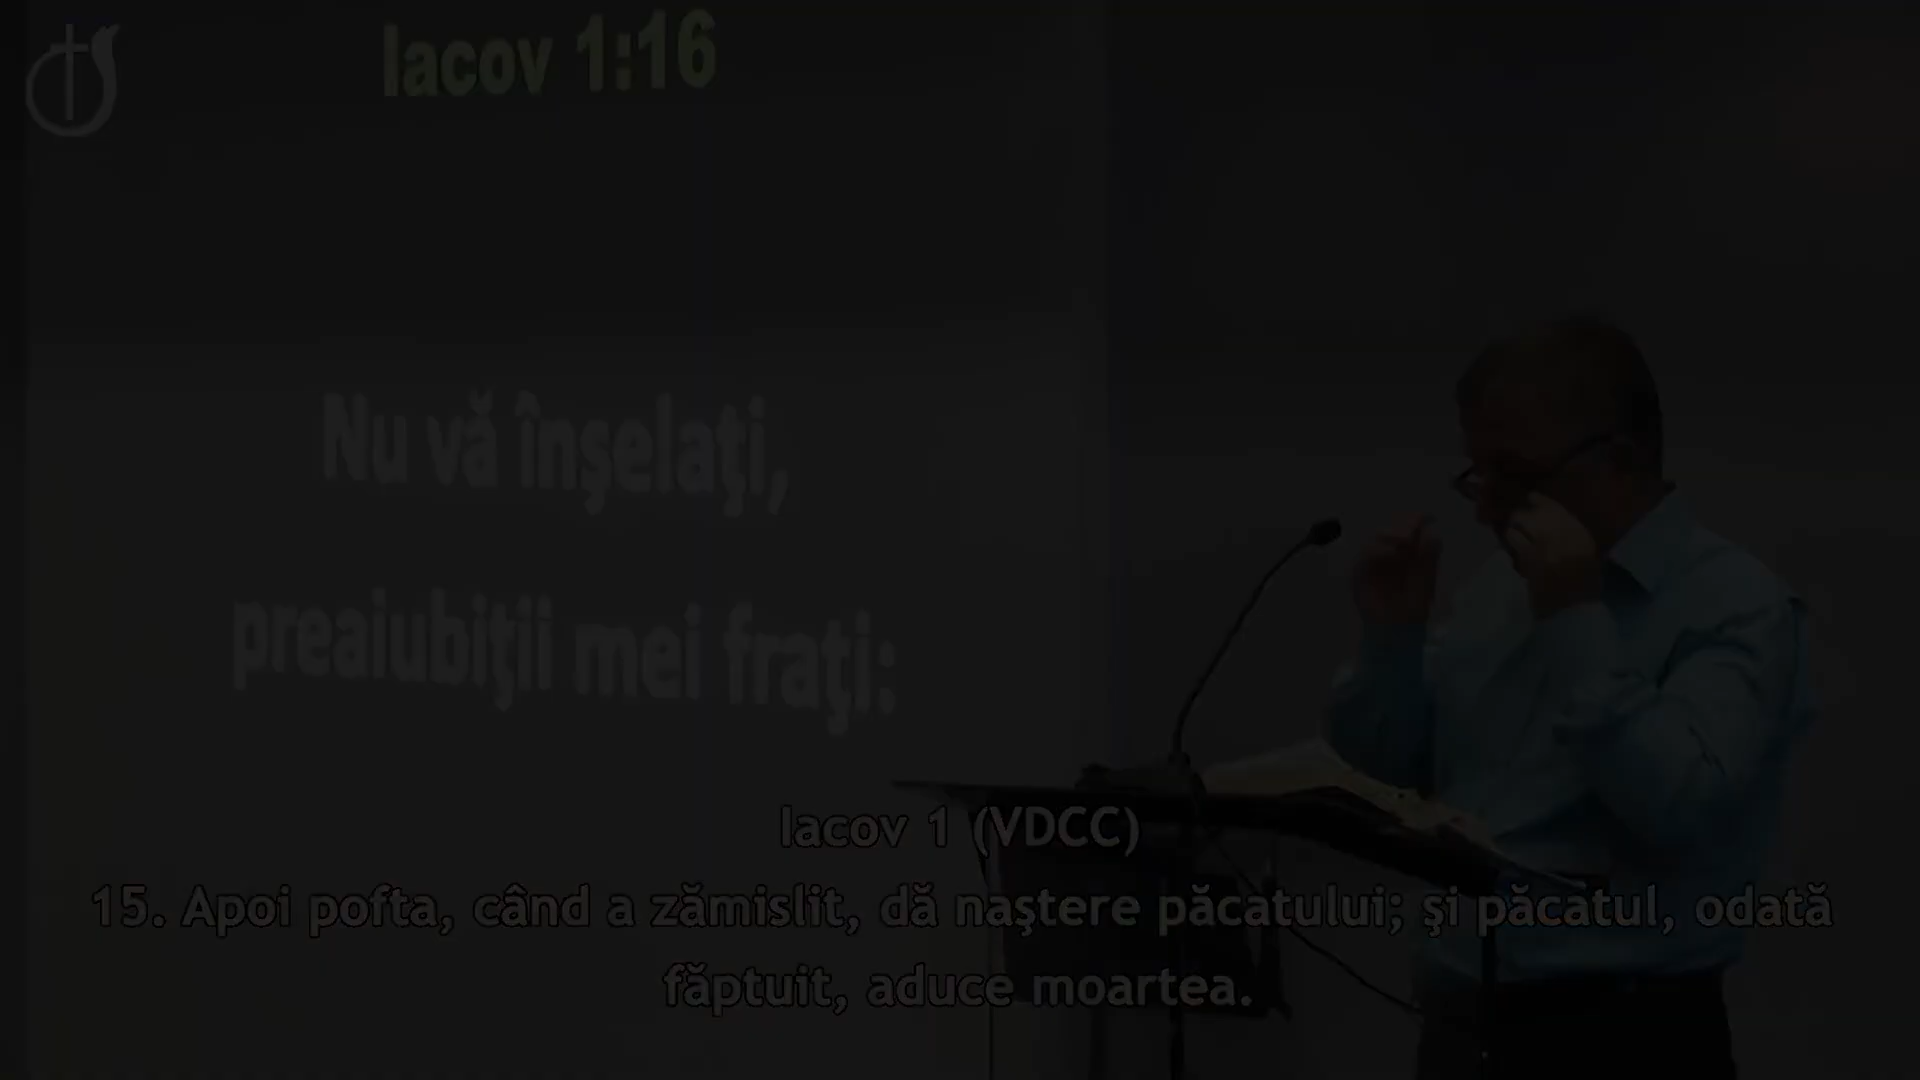 Iacov 1:16
Nu vă înşelaţi,
preaiubiţii mei fraţi:
Iacov 1 (VDCC)
15. Apoi pofta, când a zămislit, dă naştere păcatului; şi păcatul, odată
făptuit, aduce moartea.